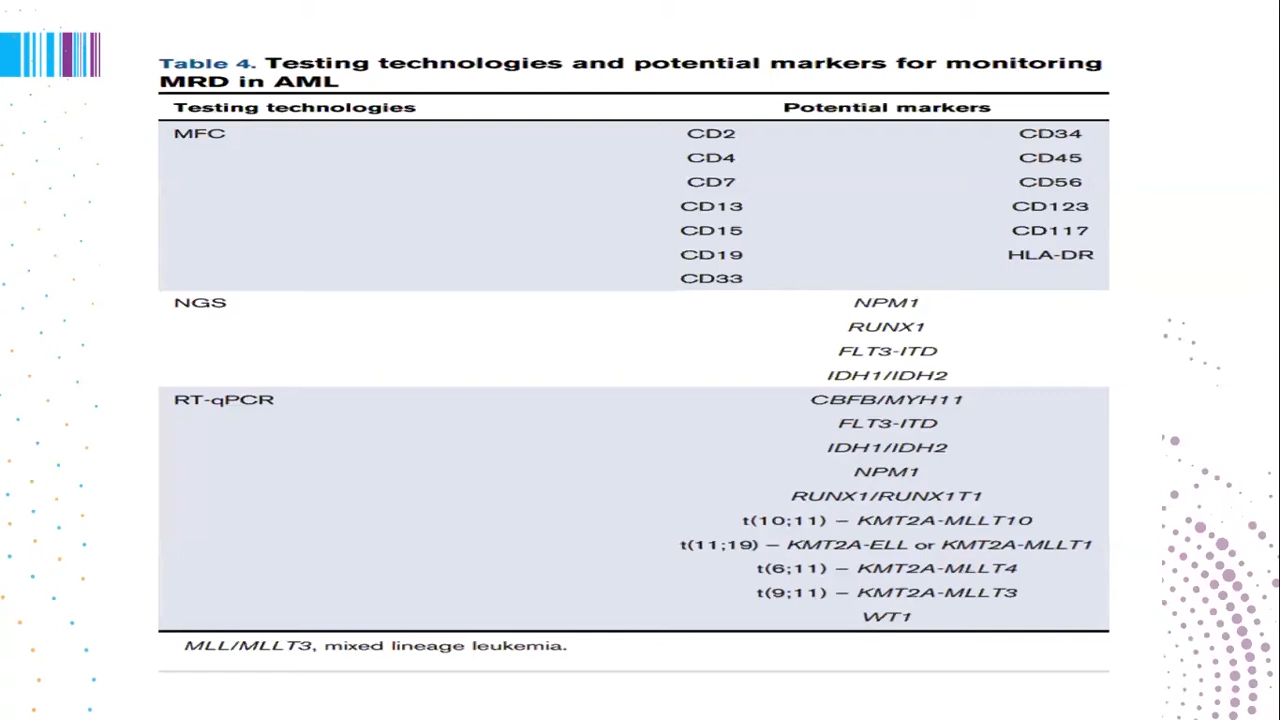 Table 4. Testing technologies and potential markers for monitoring
MRD in AML
Testing technologies Potential markers
MFC CD2 CD34
CD4 CD45
CD7 CD56
CD13 CD123
CD15 CD117
CD19 HLA-DR
CD33
NGS NPM1
RUNX1
FLT3-ITD
IDH1/IDH2
RT-qPCR CBFB/MYH11
FLT3-ITD
IDH1/IDH2
NPM1
RUNX1/RUNX1T1
t(10;11) – KMT2A-MLLT10
t(11;19) – KMT2A-ELL or KMT2A-MLLT1
t(6;11) – KMT2A-MLLT4
t(9;11) – KMT2A-MLLT3
WT1
MLL/MLLT3, mixed lineage leukemia.